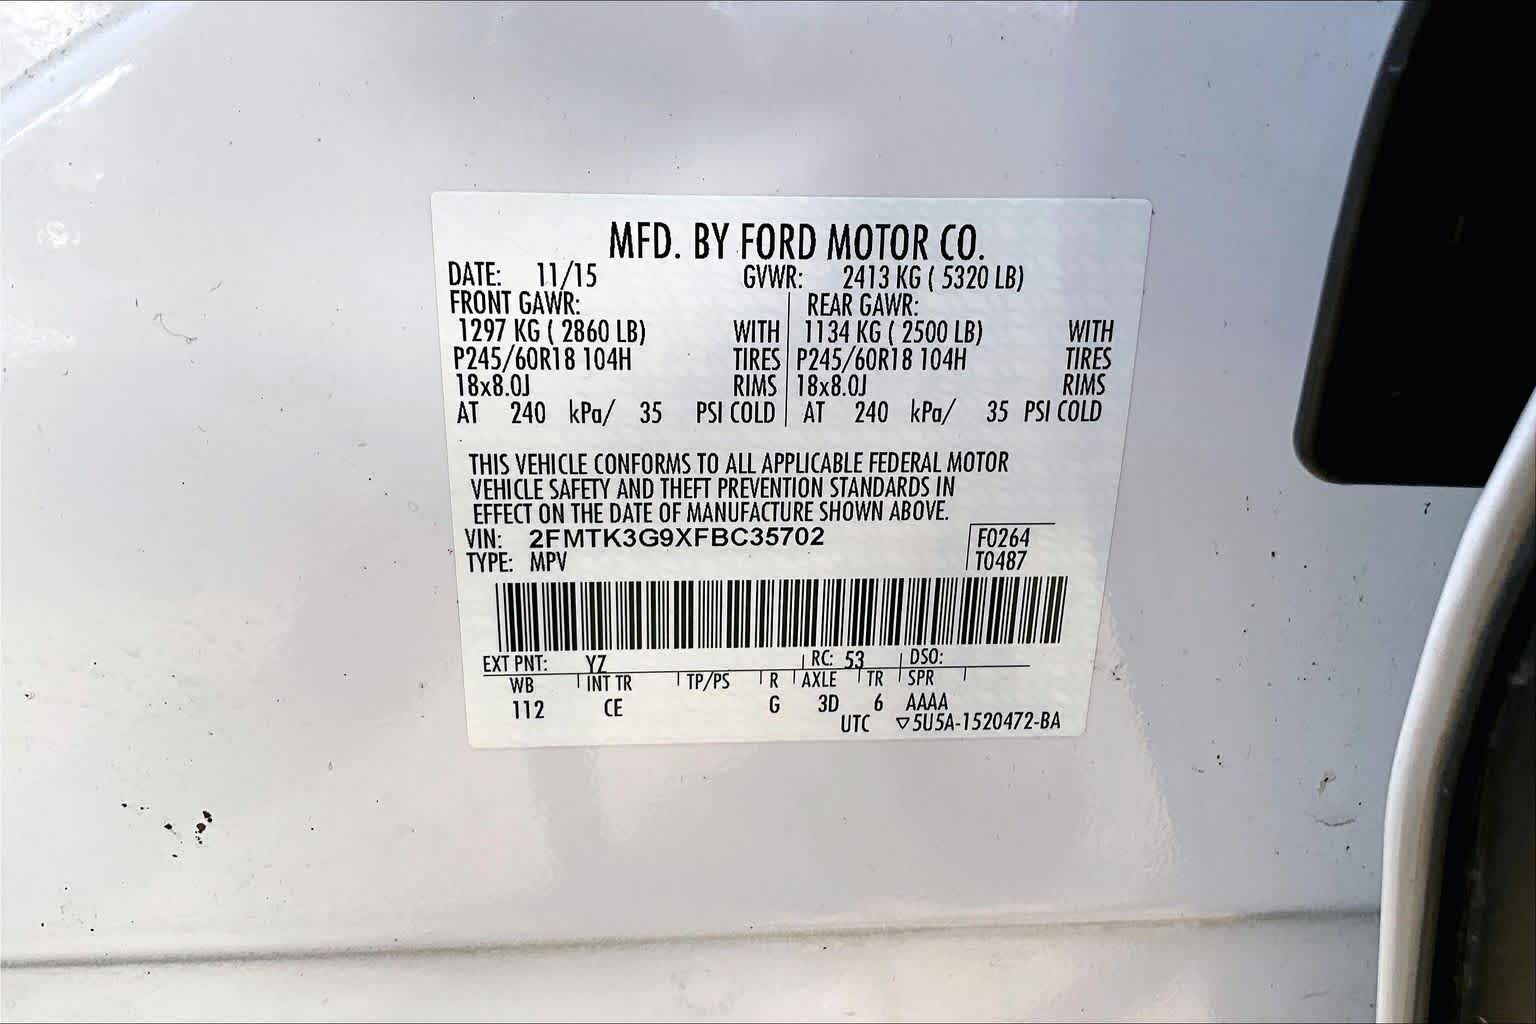 MFD. BY FORD MOTOR CO.
DATE: 11/15 GVWR: 2413 KG ( 5320 LB)
FRONT GAWR: REAR GAWR:
1297 KG ( 2860 LB) WITH 1134 KG ( 2500 LB) WITH
P245/60R18 104H TIRES P245/60R18 104H TIRES
18x8.0J RIMS 18x8.0J RIMS
AT 240 kPa/ 35 PSI COLD AT 240 kPa/ 35 PSI COLD
THIS VEHICLE CONFORMS TO ALL APPLICABLE FEDERAL MOTOR
VEHICLE SAFETY AND THEFT PREVENTION STANDARDS IN
EFFECT ON THE DATE OF MANUFACTURE SHOWN ABOVE.
VIN: 2FMTK3G9XFBC35702 F0264
TYPE: MPV T0487
EXT PNT: YZ RC: 53 DSO:
WB INT TR TP/PS R AXLE TR SPR
112 CE G 3D 6 AAAA
UTC ▽5U5A-1520472-BA